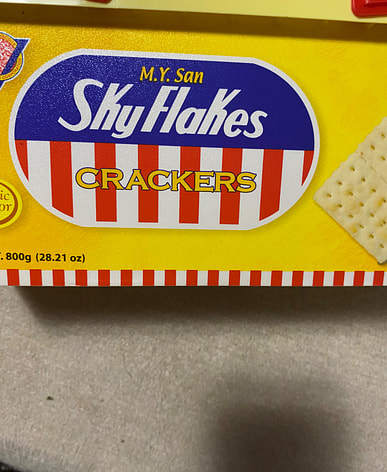 M.Y. San
SkyFlakes
CRACKERS
800g (28.21 oz)